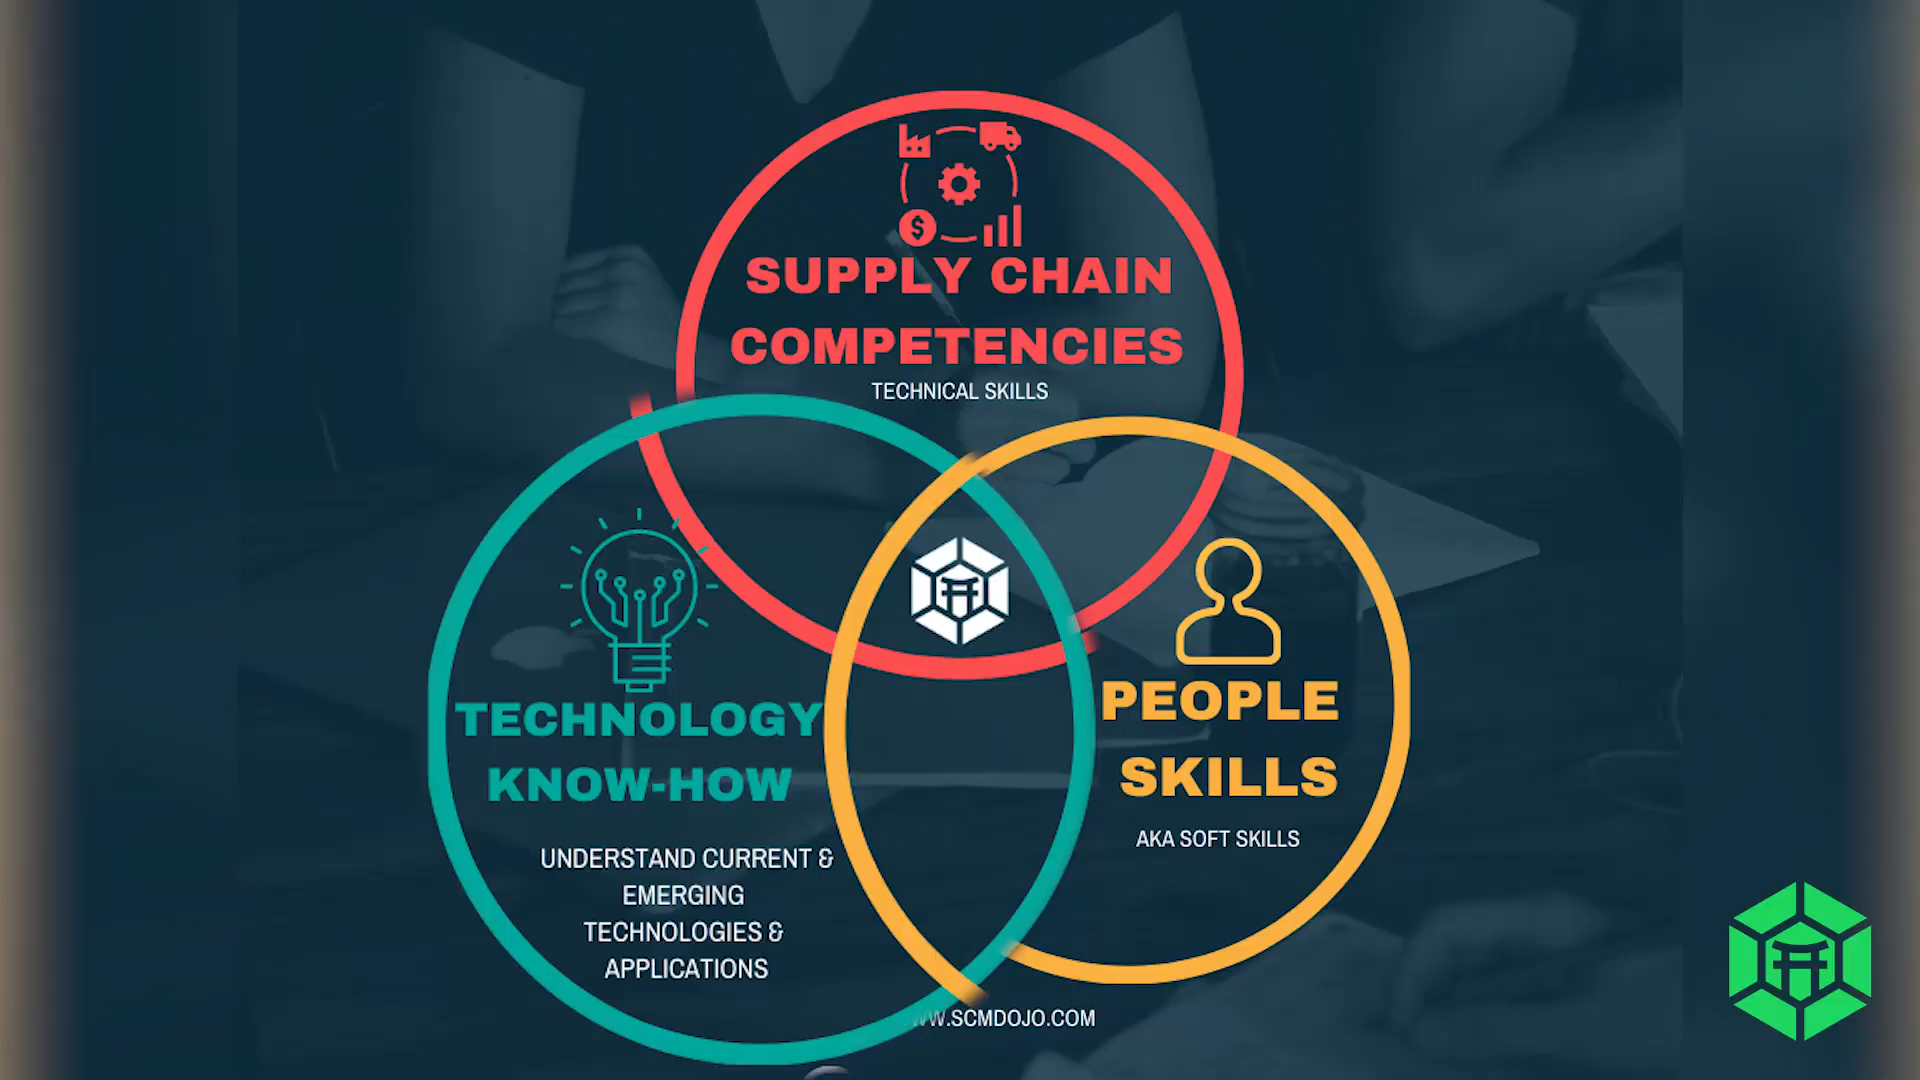 SUPPLY CHAIN
COMPETENCIES
TECHNICAL SKILLS
TECHNOLOGY
KNOW-HOW
UNDERSTAND CURRENT &
EMERGING
TECHNOLOGIES &
APPLICATIONS
PEOPLE
SKILLS
AKA SOFT SKILLS
WWW.SCMDOJO.COM